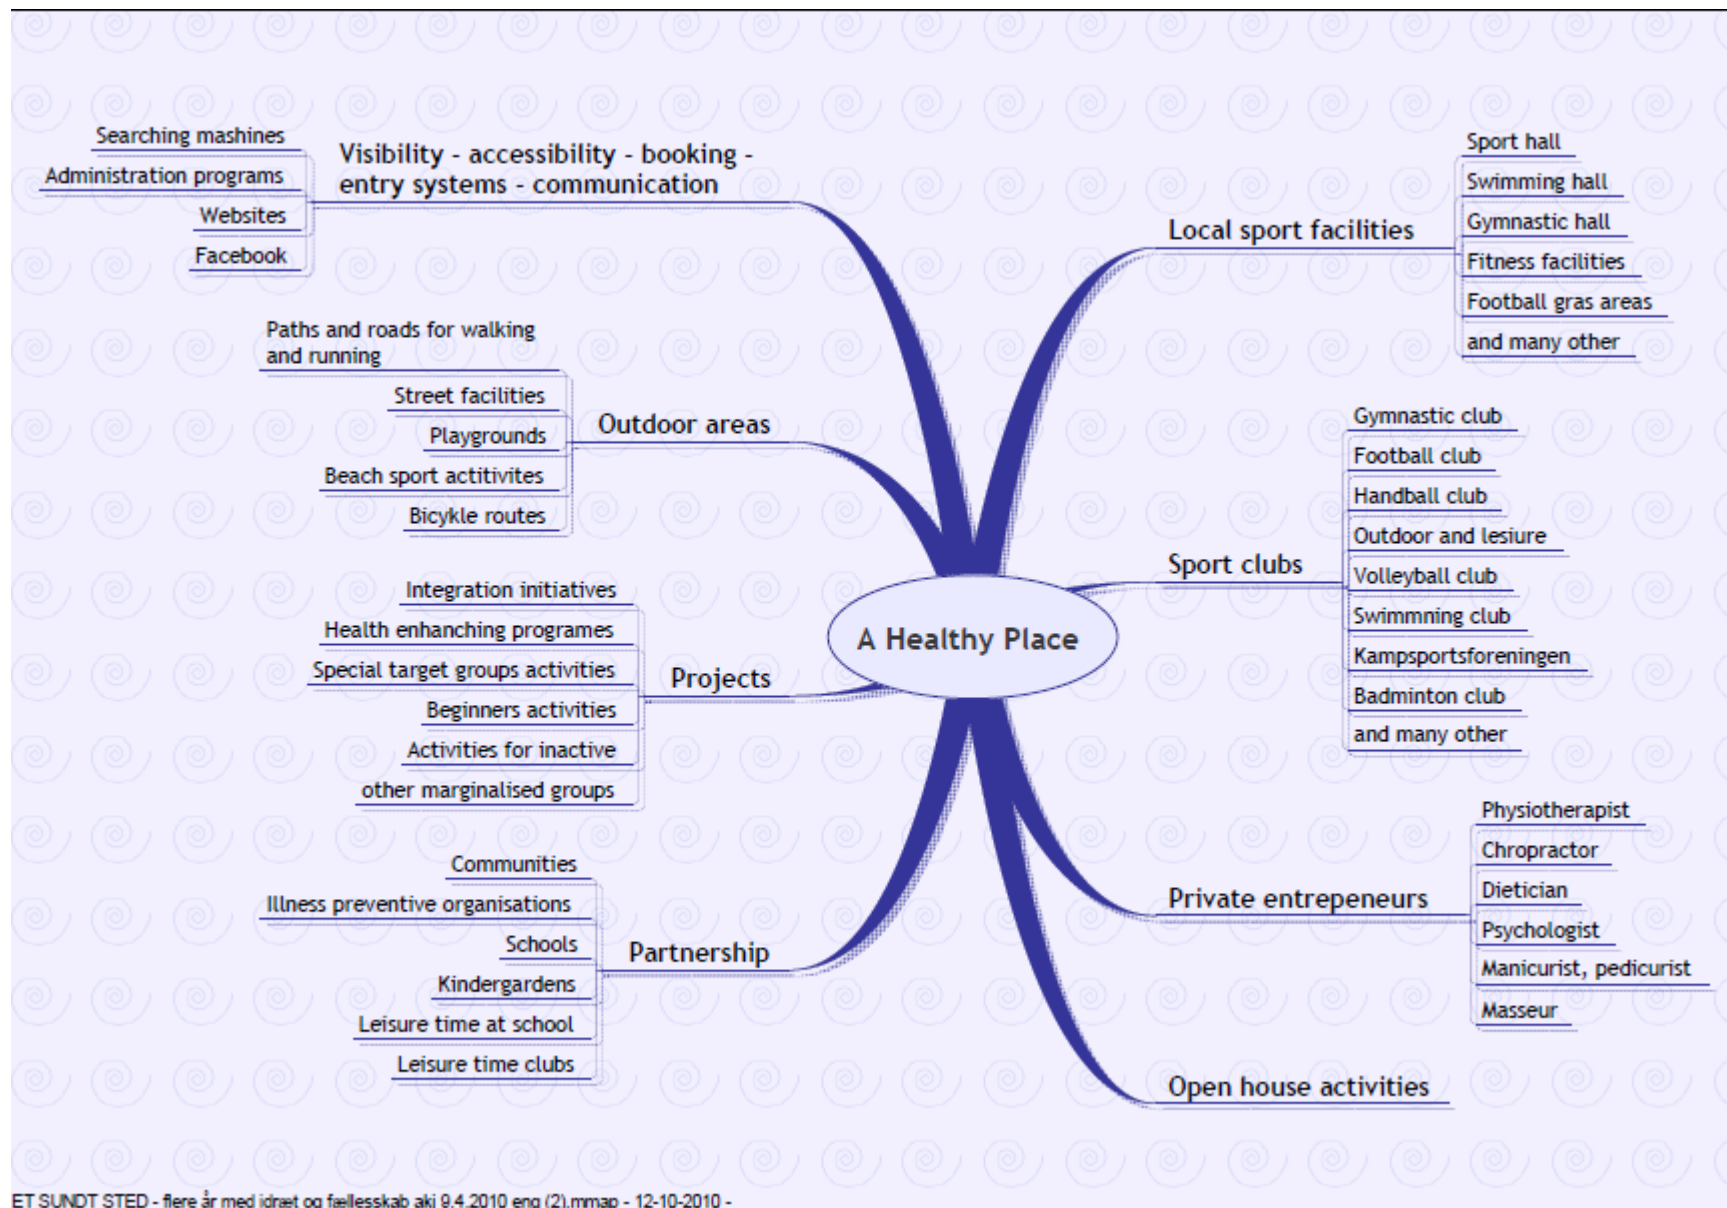 Searching mashines
Administration programs
Websites
Facebook
Visibility - accessibility - booking -
entry systems - communication
Paths and roads for walking
and running
Street facilities
Playgrounds
Beach sport actitivites
Bicykle routes
Outdoor areas
Integration initiatives
Health enhanching programes
Special target groups activities
Beginners activities
Activities for inactive
other marginalised groups
Projects
Communities
Illness preventive organisations
Schools
Kindergardens
Leisure time at school
Leisure time clubs
Partnership
A Healthy Place
Local sport facilities
Sport hall
Swimming hall
Gymnastic hall
Fitness facilities
Football gras areas
and many other
Sport clubs
Gymnastic club
Football club
Handball club
Outdoor and lesiure
Volleyball club
Swimmning club
Kampsportsforeningen
Badminton club
and many other
Private entrepeneurs
Physiotherapist
Chropractor
Dietician
Psychologist
Manicurist, pedicurist
Masseur
Open house activities
ET SUNDT STED - flere år med idræt og fællesskab aki 9.4.2010 eng (2).mmap - 12-10-2010 -